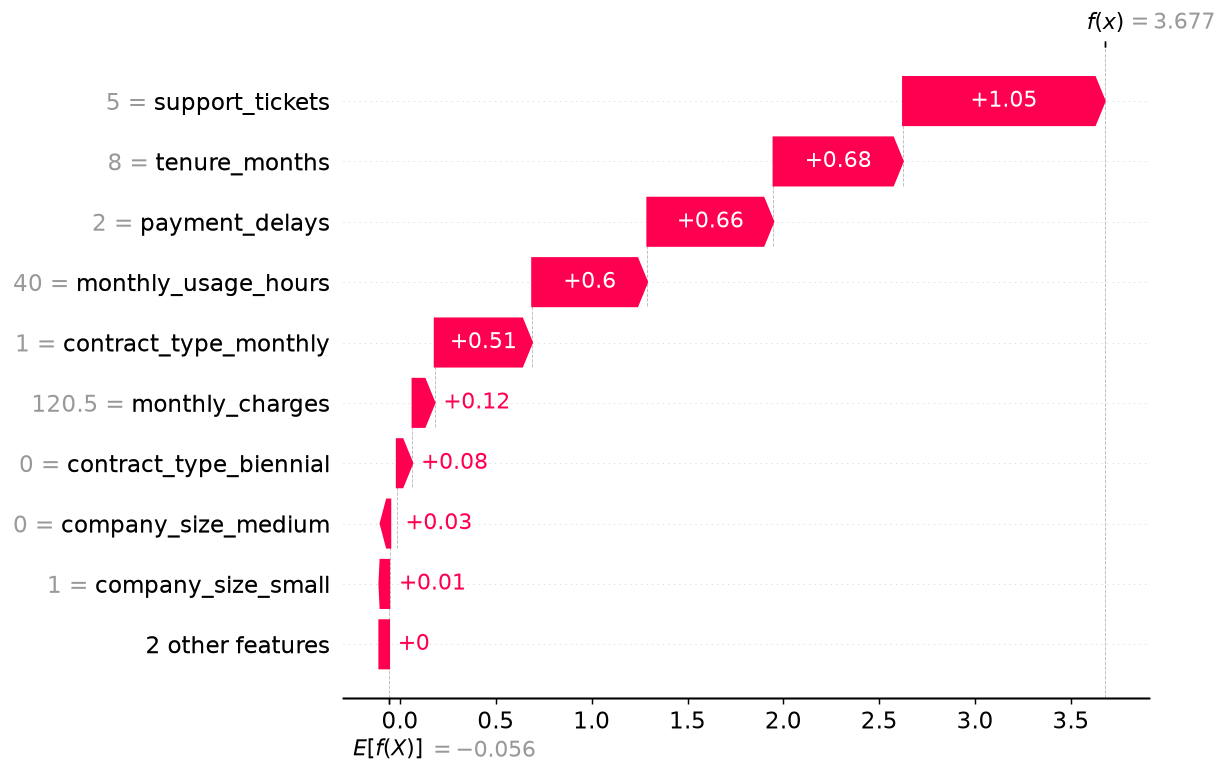 f(x) = 3.677
5 = support_tickets +1.05
8 = tenure_months +0.68
2 = payment_delays +0.66
40 = monthly_usage_hours +0.6
1 = contract_type_monthly +0.51
120.5 = monthly_charges +0.12
0 = contract_type_biennial +0.08
0 = company_size_medium +0.03
1 = company_size_small +0.01
2 other features +0
0.0 0.5 1.0 1.5 2.0 2.5 3.0 3.5
E[f(X)] = −0.056